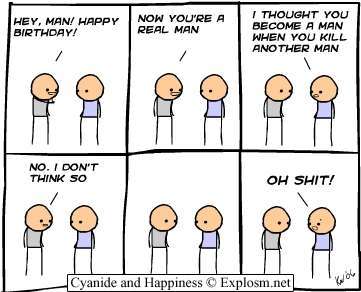 HEY, MAN! HAPPY
BIRTHDAY!
NOW YOU'RE A
REAL MAN
I THOUGHT YOU
BECOME A MAN
WHEN YOU KILL
ANOTHER MAN
NO. I DON'T
THINK SO
OH SHIT!
Cyanide and Happiness © Explosm.net